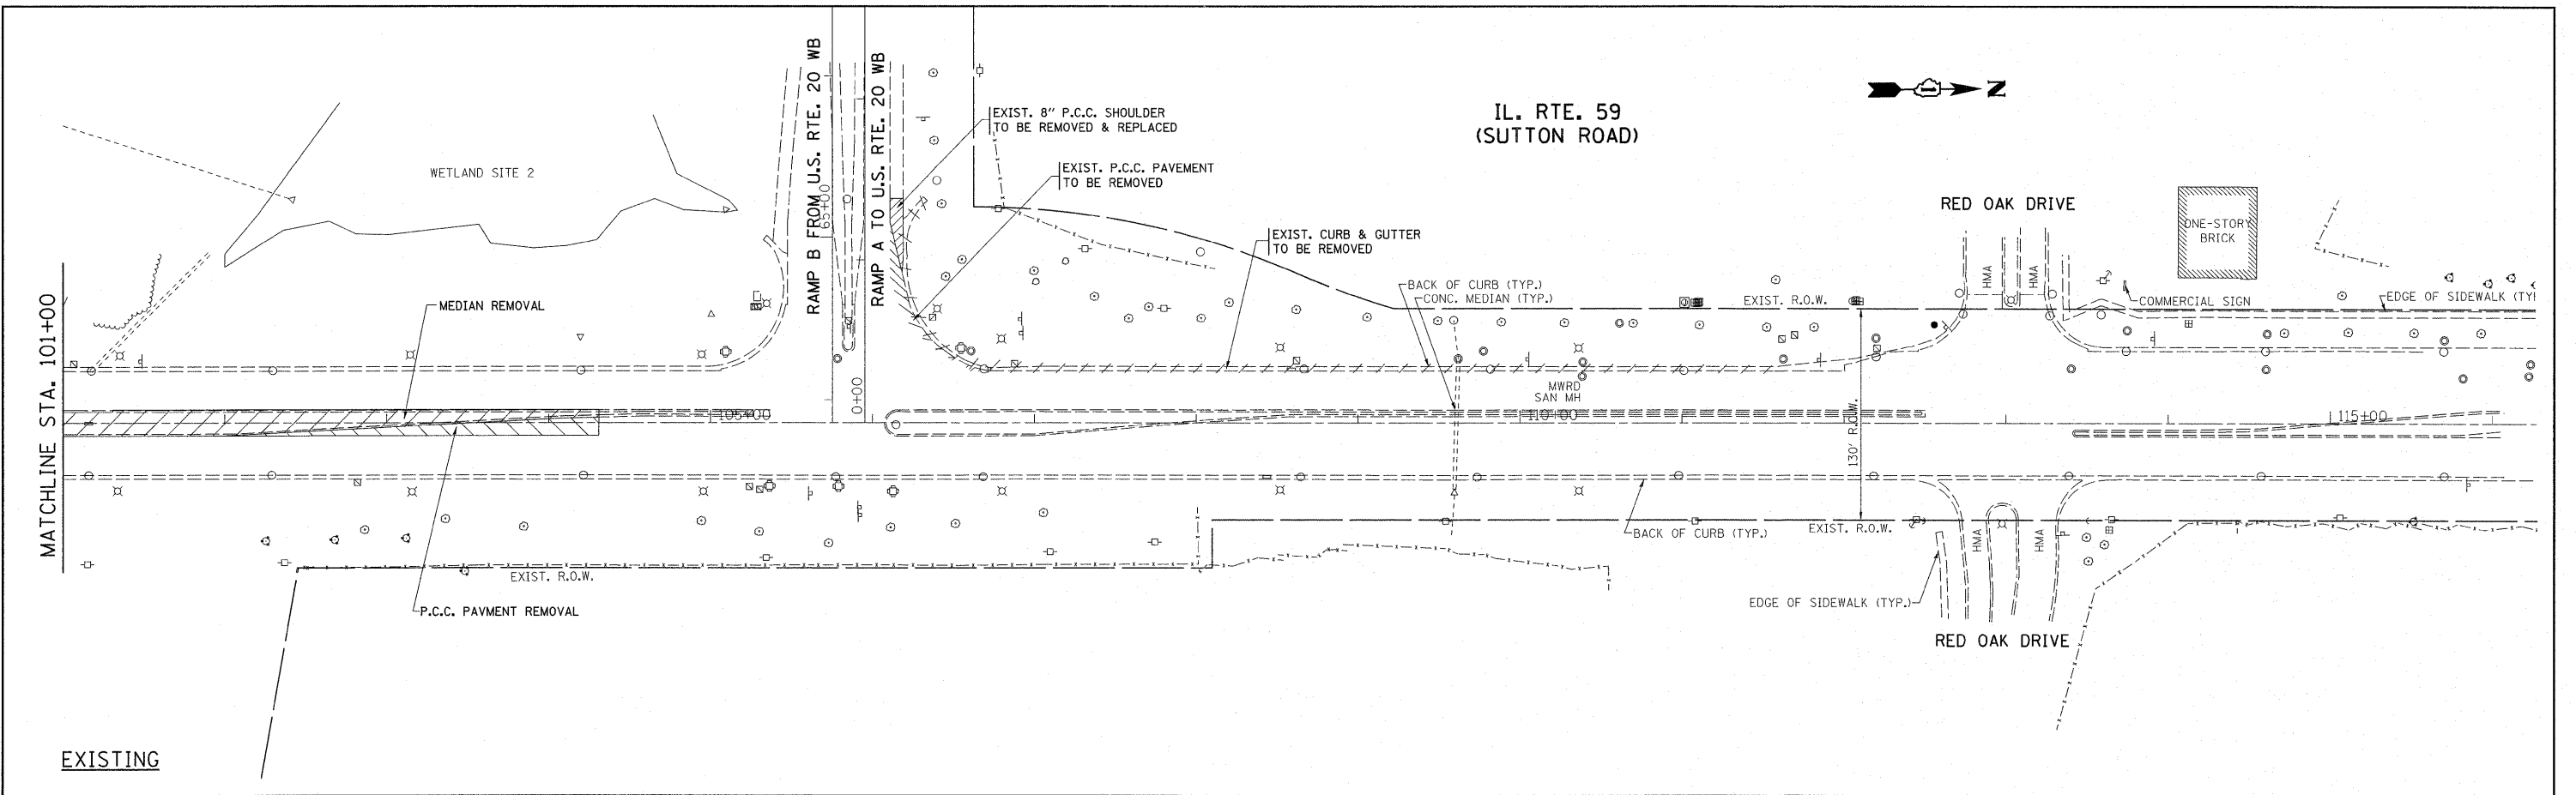 RAMP B FROM U.S. RTE. 20 WB
RAMP A TO U.S. RTE. 20 WB
65+00
0+00
EXIST. 8" P.C.C. SHOULDER
TO BE REMOVED & REPLACED
EXIST. P.C.C. PAVEMENT
TO BE REMOVED
IL. RTE. 59
(SUTTON ROAD)
N
WETLAND SITE 2
RED OAK DRIVE
ONE-STORY
BRICK
EXIST. CURB & GUTTER
TO BE REMOVED
HMA
HMA
MATCHLINE STA. 101+00
MEDIAN REMOVAL
BACK OF CURB (TYP.)
CONC. MEDIAN (TYP.)
EXIST. R.O.W.
COMMERCIAL SIGN
EDGE OF SIDEWALK (TYP
MWRD
SAN MH
105+00
110+00
115+00
130' R.O.W.
BACK OF CURB (TYP.)
EXIST. R.O.W.
HMA
HMA
EXIST. R.O.W.
P.C.C. PAVMENT REMOVAL
EDGE OF SIDEWALK (TYP.)
RED OAK DRIVE
EXISTING